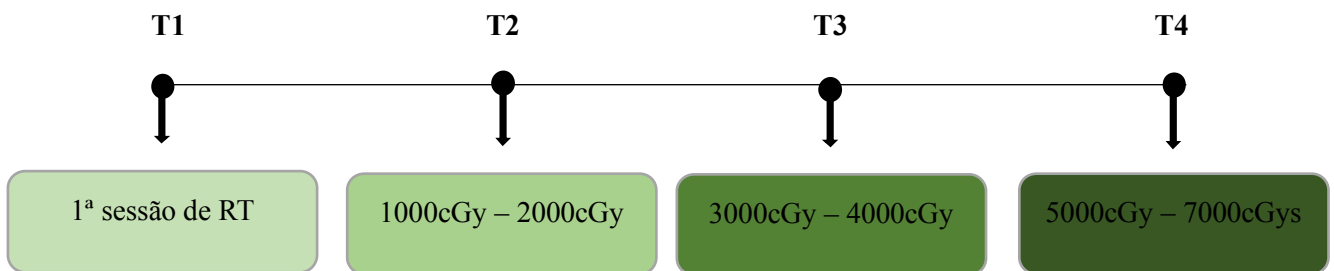 T1 T2 T3 T4
1ª sessão de RT 1000cGy – 2000cGy 3000cGy – 4000cGy 5000cGy – 7000cGys